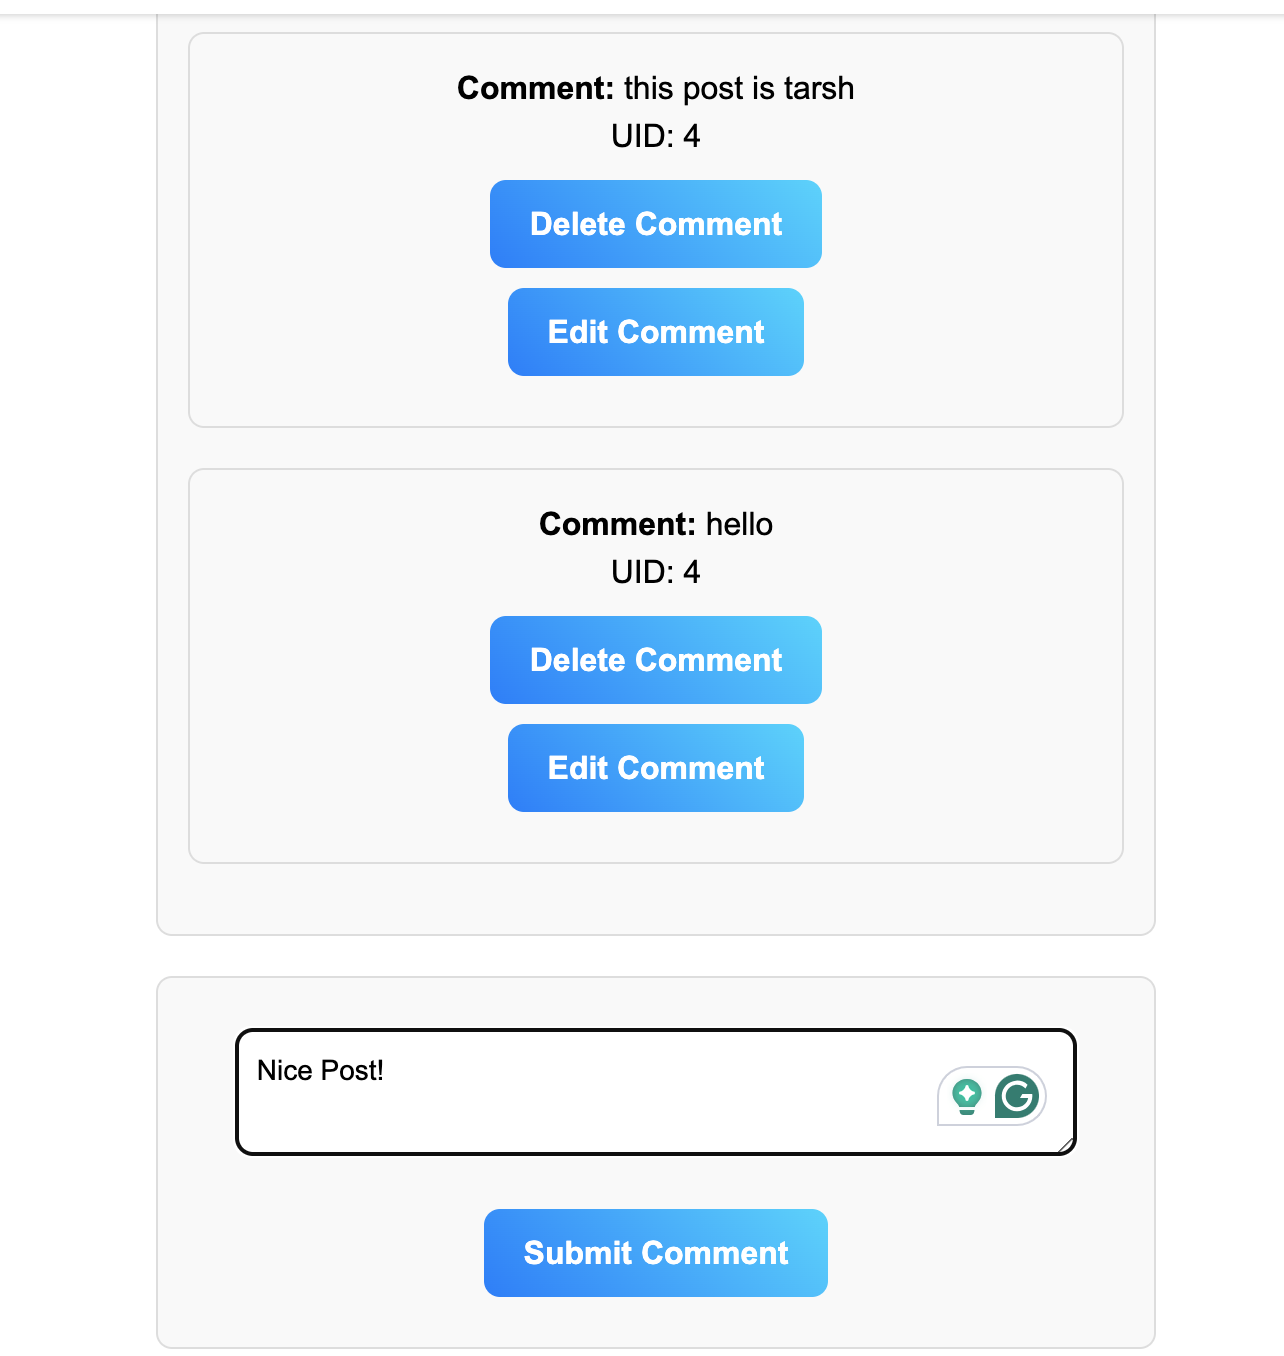 Comment: this post is tarsh
UID: 4
Delete Comment
Edit Comment
Comment: hello
UID: 4
Delete Comment
Edit Comment
Nice Post!
Submit Comment